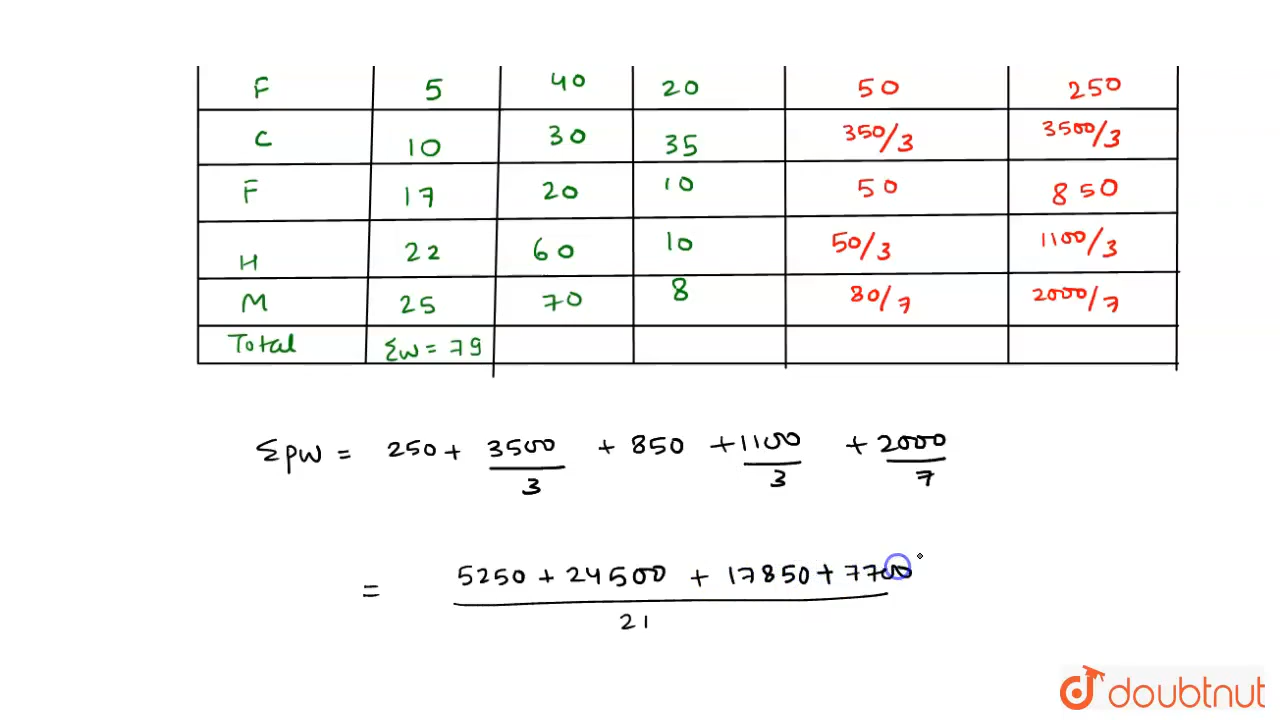 F 5 40 20 50 250
C 10 30 35 350/3 3500/3
F 17 20 10 50 850
H 22 60 10 50/3 1100/3
M 25 70 8 80/7 2000/7
Total Σw = 79
Σpw = 250 + 3500/3 + 850 + 1100/3 + 2000/7
= 5250 + 24500 + 17850 + 7700
21
doubtnut